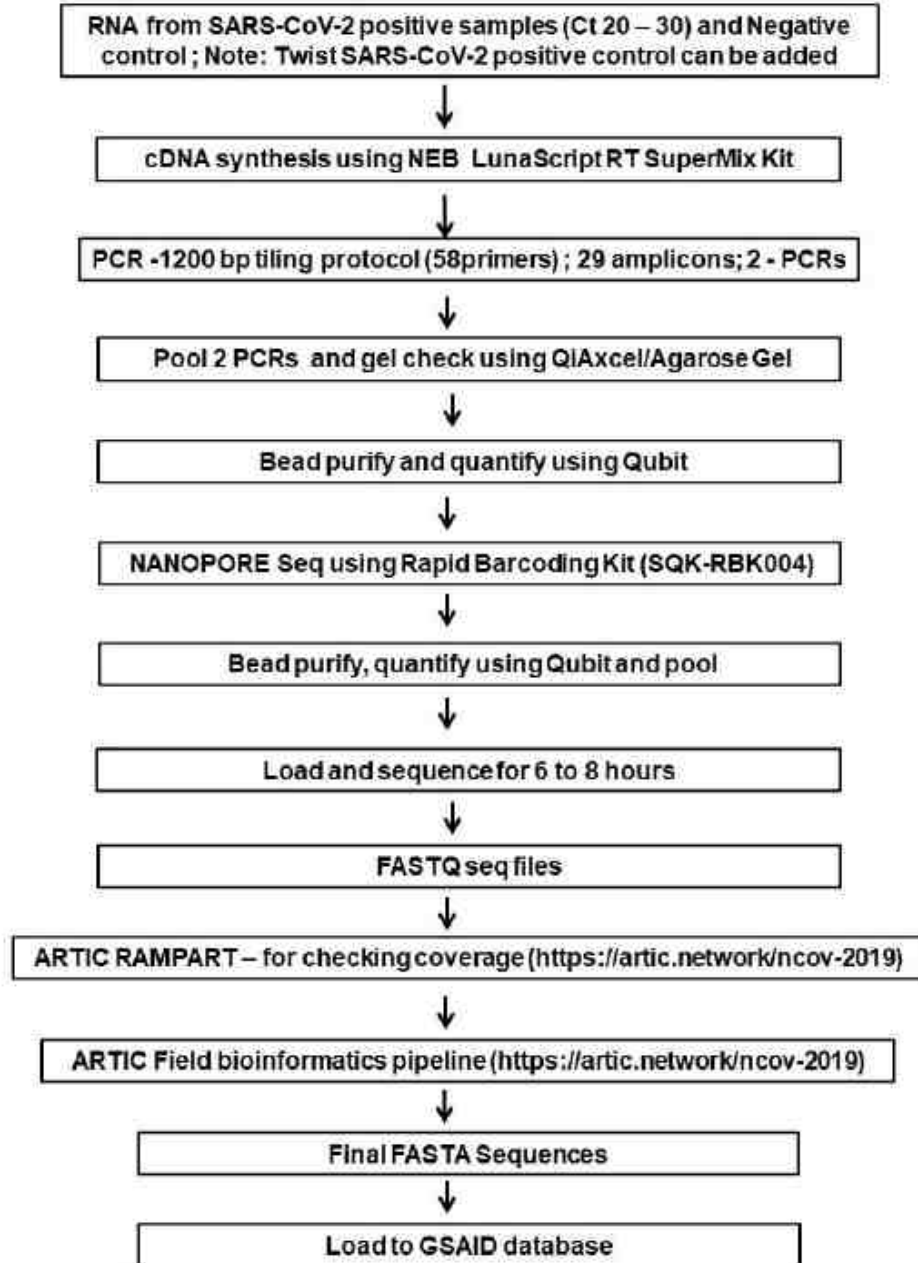 RNA from SARS-CoV-2 positive samples (Ct 20 – 30) and Negative
control ; Note: Twist SARS-CoV-2 positive control can be added
cDNA synthesis using NEB LunaScript RT SuperMix Kit
PCR -1200 bp tiling protocol (58primers) ; 29 amplicons; 2 - PCRs
Pool 2 PCRs and gel check using QiAxcel/Agarose Gel
Bead purify and quantify using Qubit
NANOPORE Seq using Rapid Barcoding Kit (SQK-RBK004)
Bead purify, quantify using Qubit and pool
Load and sequence for 6 to 8 hours
FASTQ seq files
ARTIC RAMPART – for checking coverage (https://artic.network/ncov-2019)
ARTIC Field bioinformatics pipeline (https://artic.network/ncov-2019)
Final FASTA Sequences
Load to GSAID database